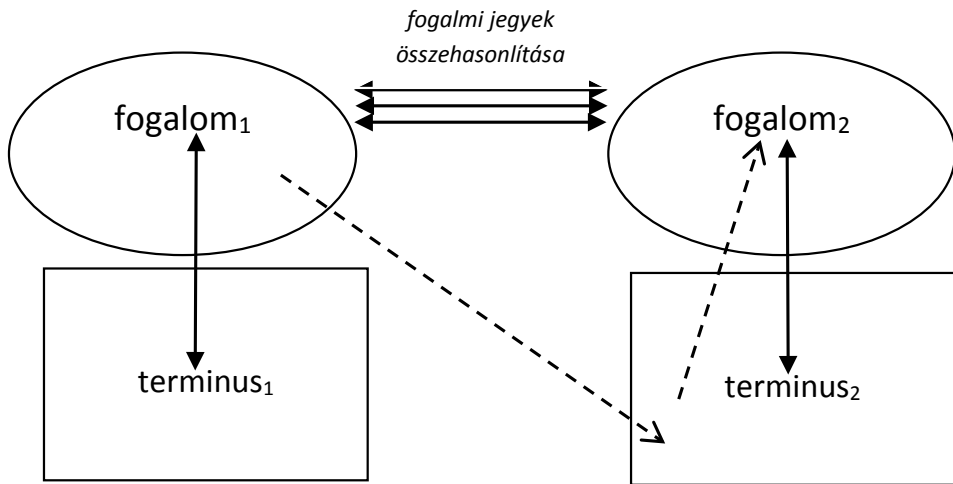 fogalmi jegyek
összehasonlítása
fogalom₁
fogalom₂
terminus₁
terminus₂